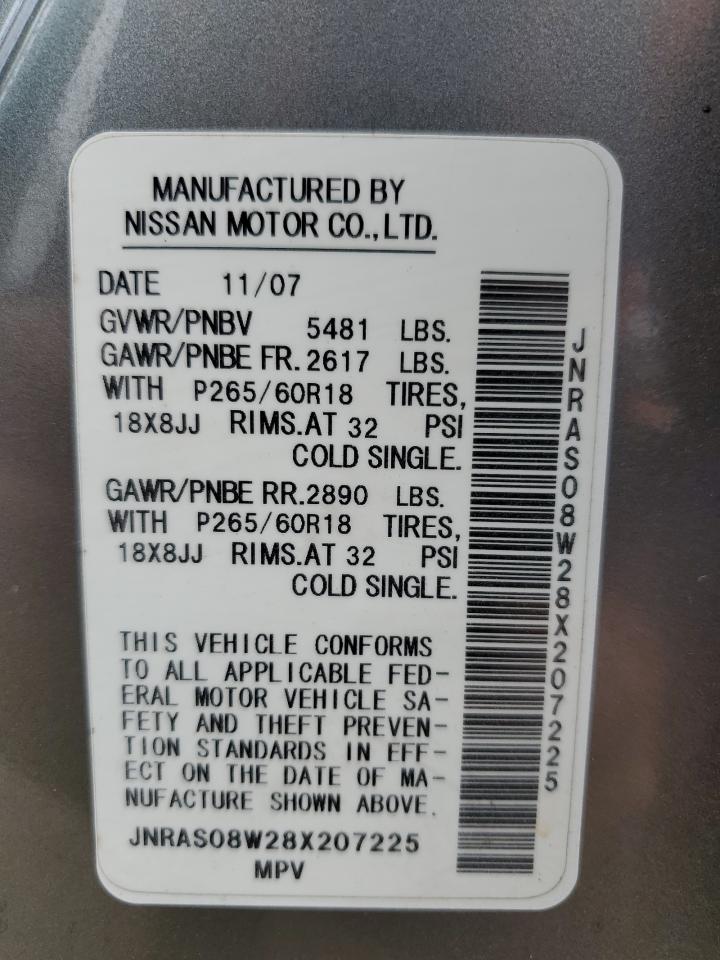 MANUFACTURED BY
NISSAN MOTOR CO.,LTD.
DATE 11/07
GVWR/PNBV 5481 LBS.
GAWR/PNBE FR.2617 LBS.
WITH P265/60R18 TIRES,
18X8JJ RIMS.AT 32 PSI
COLD SINGLE.
GAWR/PNBE RR.2890 LBS.
WITH P265/60R18 TIRES,
18X8JJ RIMS.AT 32 PSI
COLD SINGLE.
THIS VEHICLE CONFORMS
TO ALL APPLICABLE FED-
ERAL MOTOR VEHICLE SA-
FETY AND THEFT PREVEN-
TION STANDARDS IN EFF-
ECT ON THE DATE OF MA-
NUFACTURE SHOWN ABOVE.
JNRAS08W28X207225
MPV
JNRAS08W28X207225